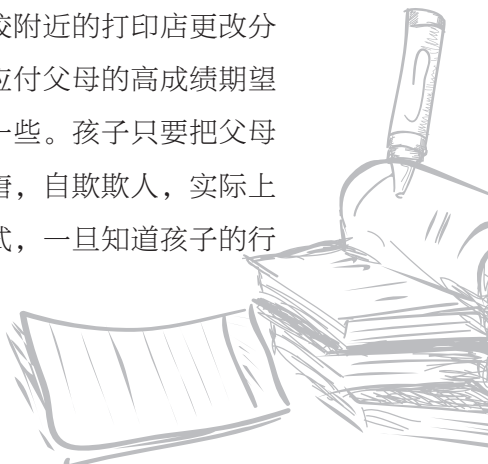 校附近的打印店更改分
应付父母的高成绩期望
一些。孩子只要把父母
唐，自欺欺人，实际上
，一旦知道孩子的行